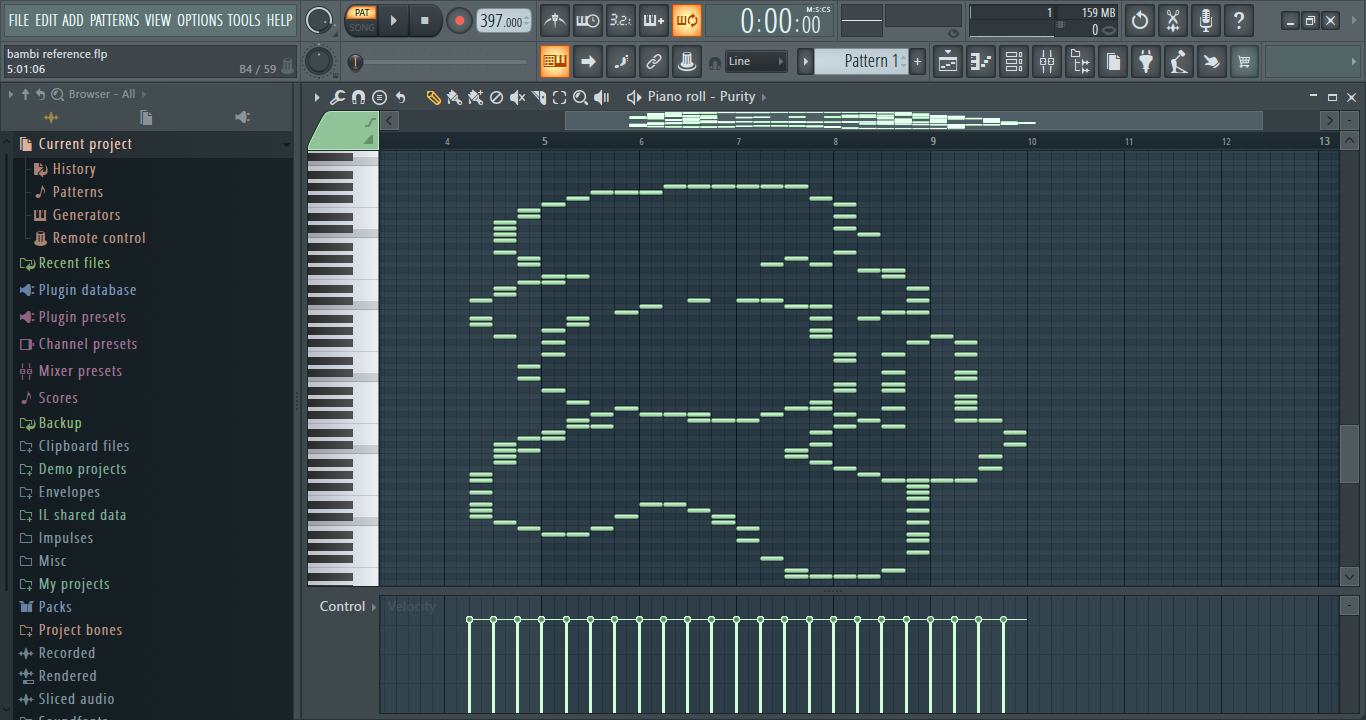 FILE EDIT ADD PATTERNS VIEW OPTIONS TOOLS HELP
PAT
SONG
397.000
3.2..
0:00:00
M:S:CS
1
159 MB
0
bambi reference.flp
5:01:06
B4 / 59
Line
Pattern 1
Browser - All
Piano roll - Purity
4 5 6 7 8 9 10 11 12 13
Current project
History
Patterns
Generators
Remote control
Recent files
Plugin database
Plugin presets
Channel presets
Mixer presets
Scores
Backup
Clipboard files
Demo projects
Envelopes
IL shared data
Impulses
Misc
My projects
Packs
Project bones
Recorded
Rendered
Sliced audio
Soundfonts
Control
Velocity